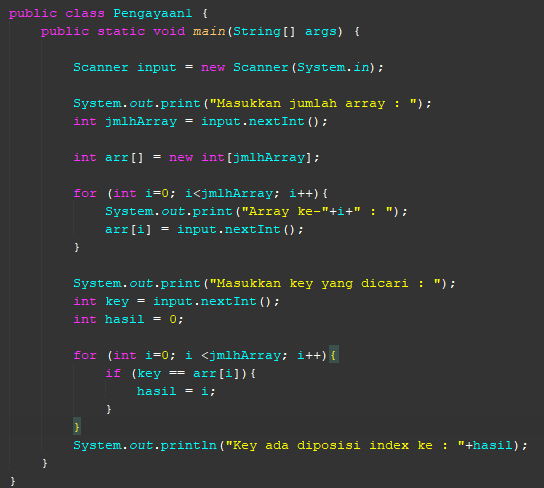 public class Pengayaan1 {
    public static void main(String[] args) {
        Scanner input = new Scanner(System.in);
        System.out.print("Masukkan jumlah array : ");
        int jmlhArray = input.nextInt();
        int arr[] = new int[jmlhArray];
        for (int i=0; i<jmlhArray; i++){
            System.out.print("Array ke-"+i+" : ");
            arr[i] = input.nextInt();
        }
        System.out.print("Masukkan key yang dicari : ");
        int key = input.nextInt();
        int hasil = 0;
        for (int i=0; i <jmlhArray; i++){
            if (key == arr[i]){
                hasil = i;
            }
        }
        System.out.println("Key ada diposisi index ke : "+hasil);
    }
}